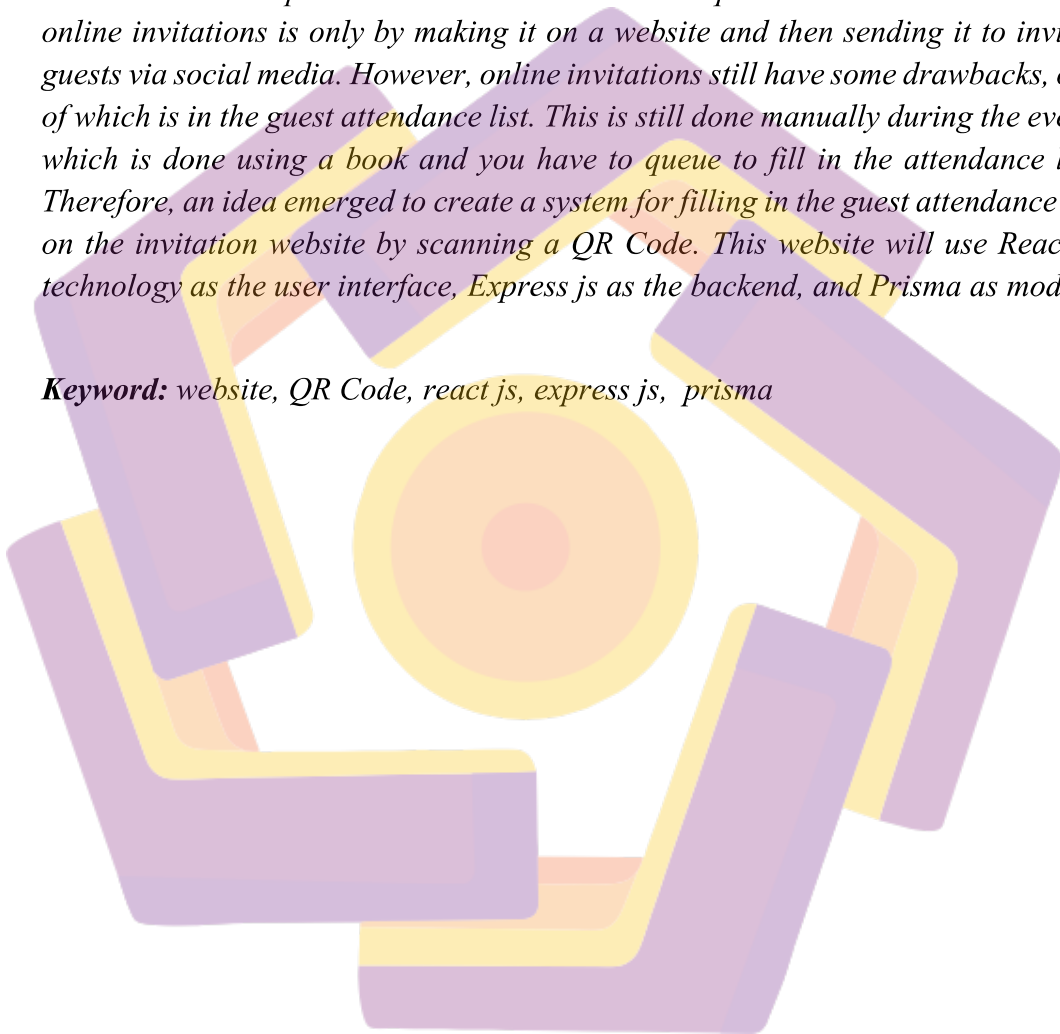 online invitations is only by making it on a website and then sending it to
guests via social media. However, online invitations still have some drawbacks,
of which is in the guest attendance list. This is still done manually during the
which is done using a book and you have to queue to fill in the attendance
Therefore, an idea emerged to create a system for filling in the guest attendance
on the invitation website by scanning a QR Code. This website will use
technology as the user interface, Express js as the backend, and Prisma as
Keyword: website, QR Code, react js, express js, prisma